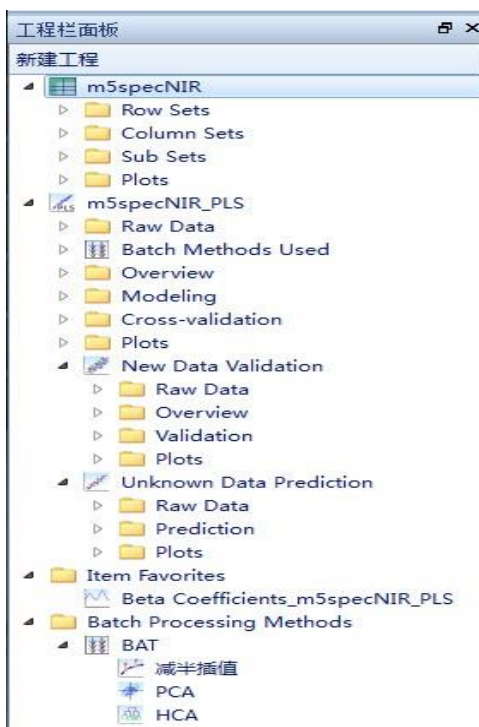 工程栏面板
新建工程
m5specNIR
Row Sets
Column Sets
Sub Sets
Plots
m5specNIR_PLS
Raw Data
Batch Methods Used
Overview
Modeling
Cross-validation
Plots
New Data Validation
Raw Data
Overview
Validation
Plots
Unknown Data Prediction
Raw Data
Prediction
Plots
Item Favorites
Beta Coefficients_m5specNIR_PLS
Batch Processing Methods
BAT
减半插值
PCA
HCA